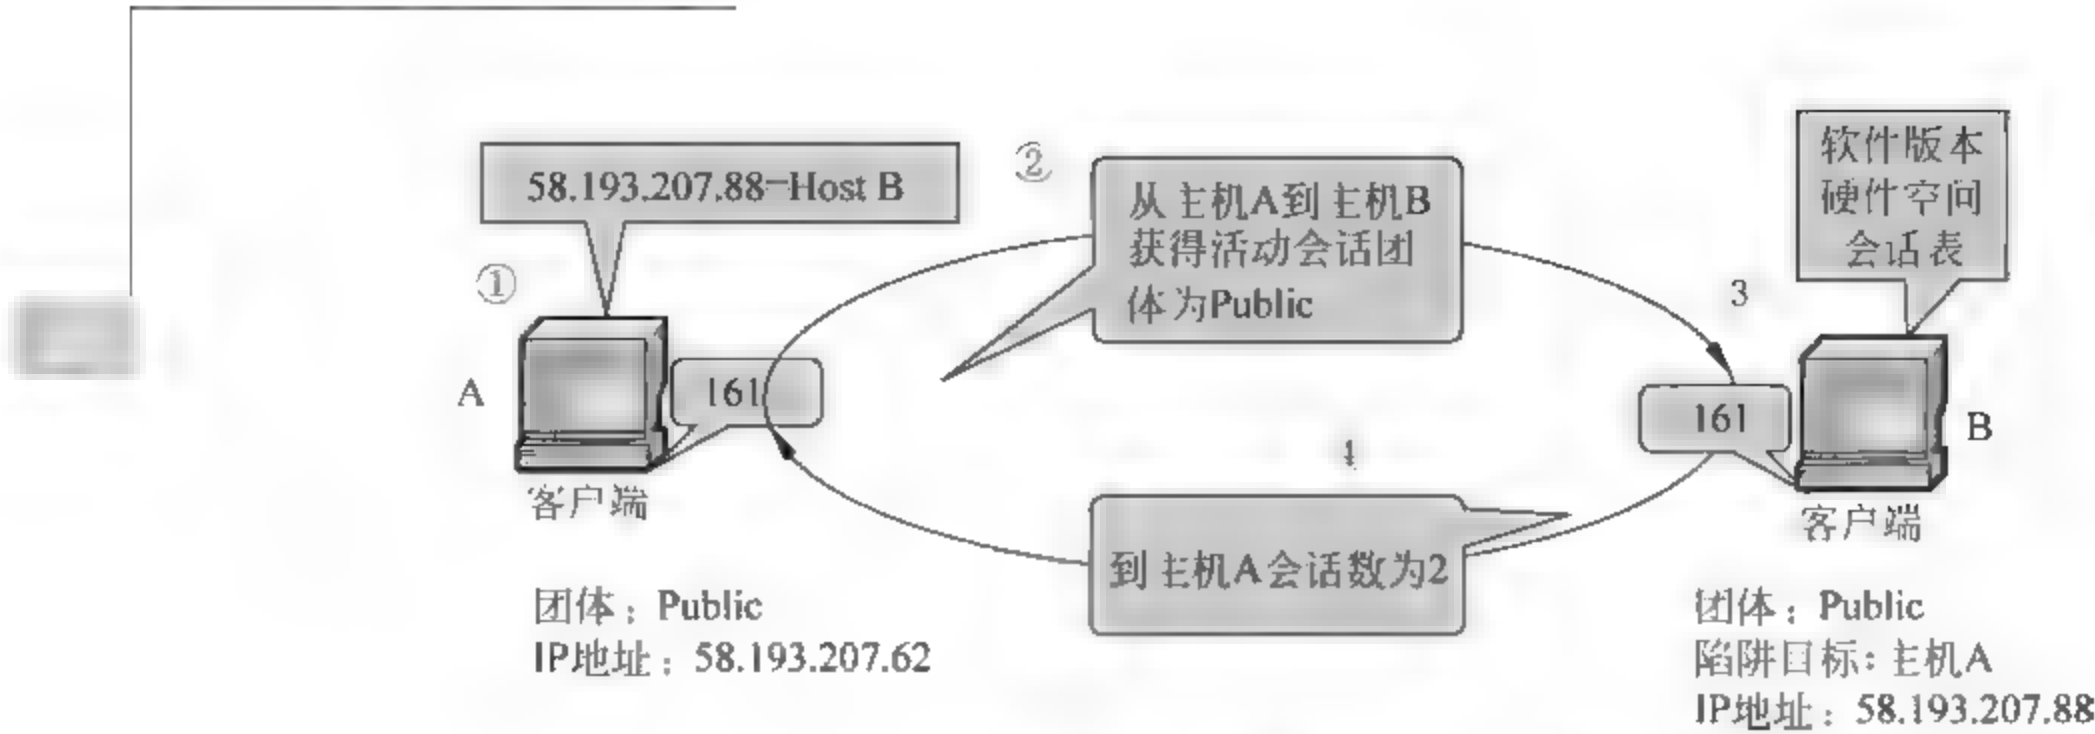 58.193.207.88=Host B
①
A
161
客户端
团体：Public
IP地址：58.193.207.62
②
从主机A到主机B
获得活动会话团
体为Public
3
软件版本
硬件空间
会话表
161
B
客户端
团体：Public
陷阱目标：主机A
IP地址：58.193.207.88
4
到主机A会话数为2